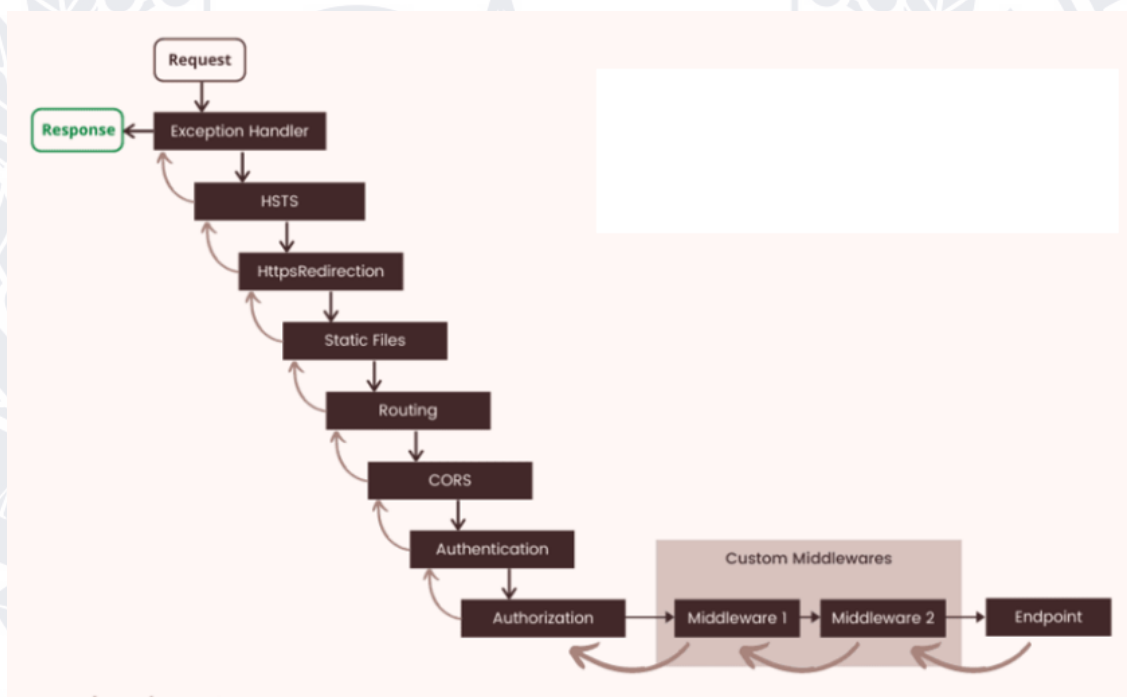 Request
Response
Exception Handler
HSTS
HttpsRedirection
Static Files
Routing
CORS
Authentication
Custom Middlewares
Authorization
Middleware 1
Middleware 2
Endpoint